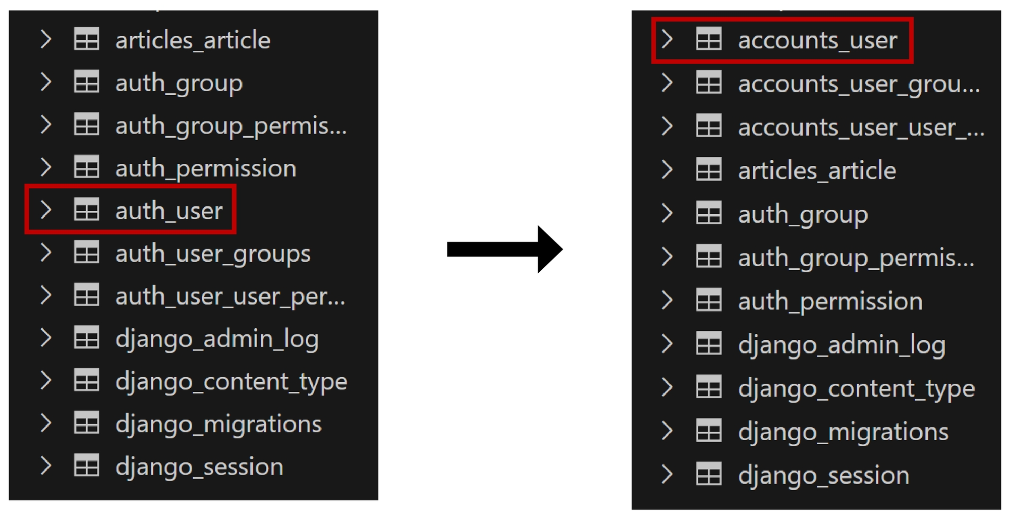 articles_article
auth_group
auth_group_permis...
auth_permission
auth_user
auth_user_groups
auth_user_user_per...
django_admin_log
django_content_type
django_migrations
django_session
accounts_user
accounts_user_grou...
accounts_user_user_...
articles_article
auth_group
auth_group_permis...
auth_permission
django_admin_log
django_content_type
django_migrations
django_session